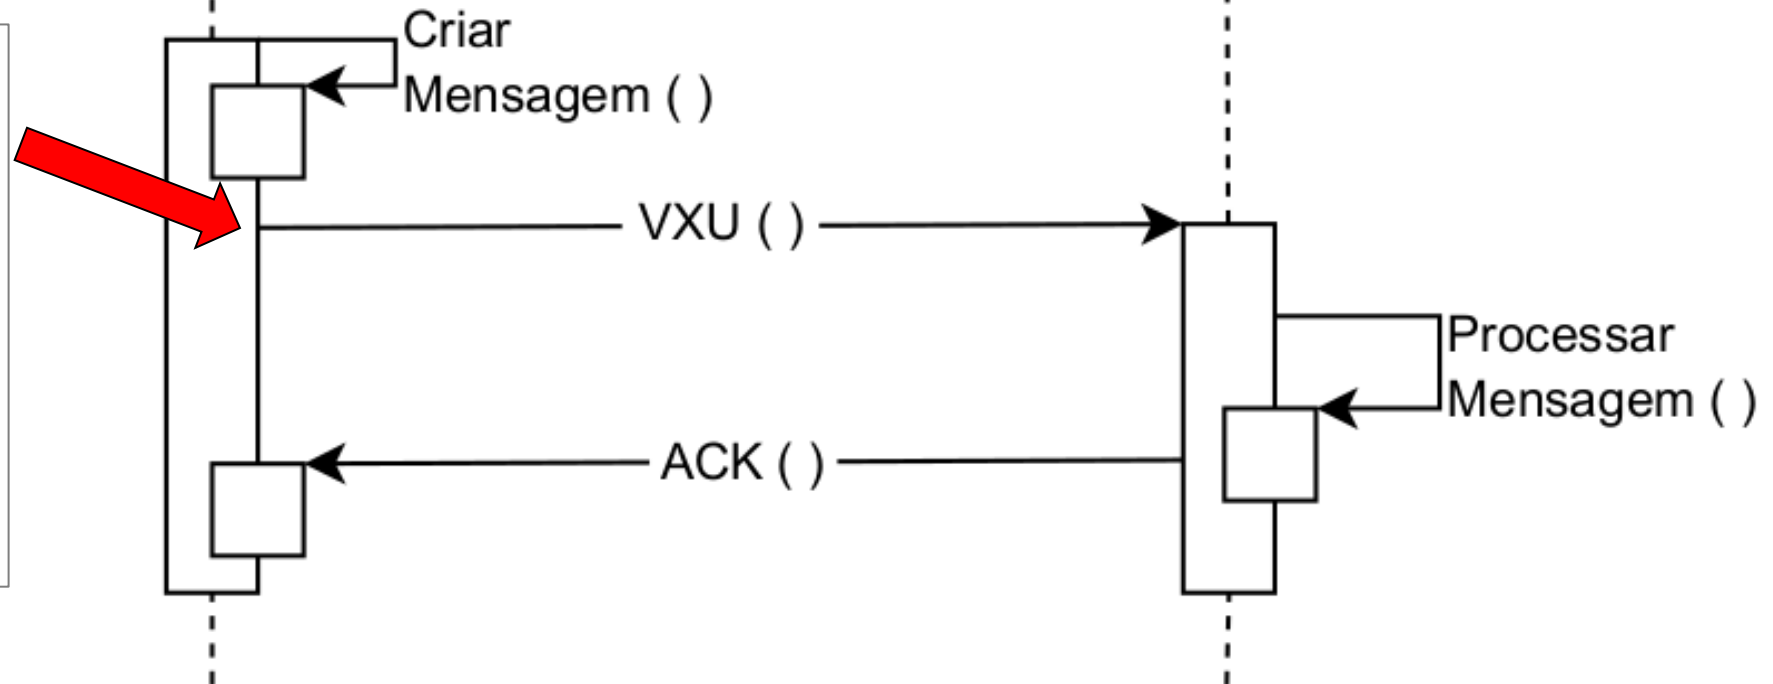 Criar
Mensagem ( )
VXU ( )
Processar
Mensagem ( )
ACK ( )